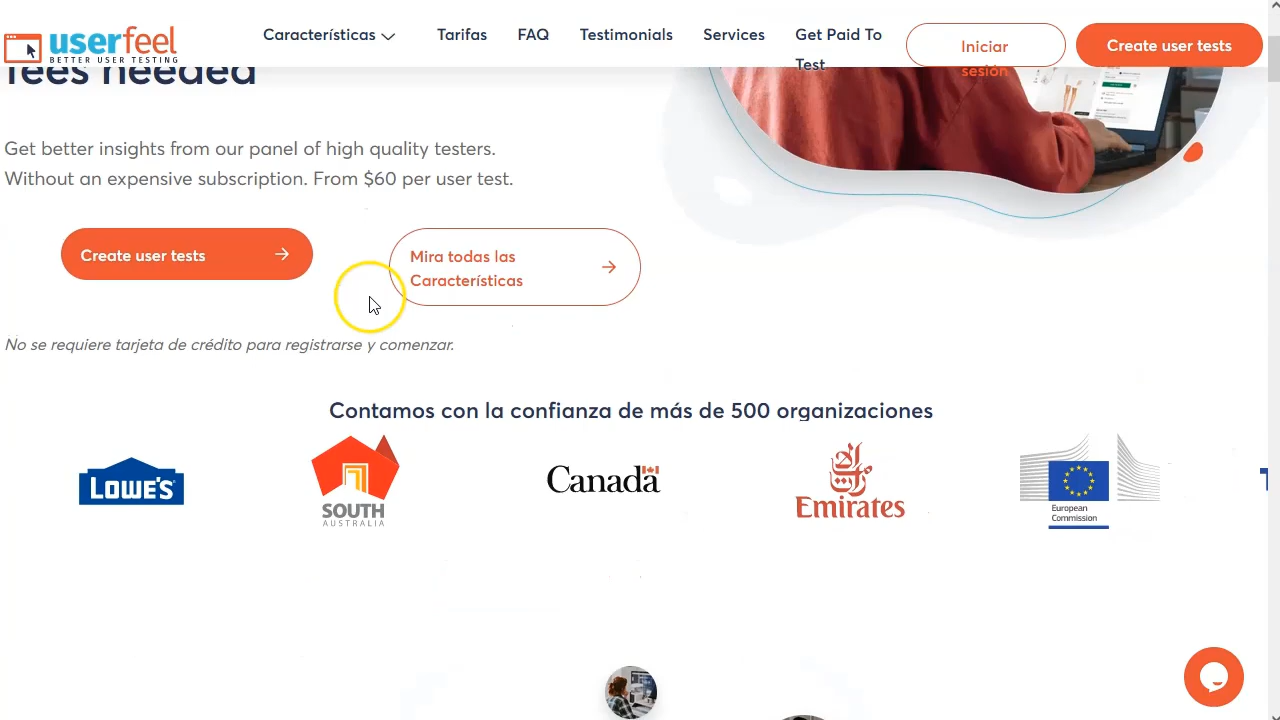 userfeel
BETTER USER TESTING
Características
Tarifas
FAQ
Testimonials
Services
Get Paid To
Test
Iniciar
sesión
Create user tests
fees needed
Get better insights from our panel of high quality testers.
Without an expensive subscription. From $60 per user test.
Create user tests
Mira todas las
Características
No se requiere tarjeta de crédito para registrarse y comenzar.
Contamos con la confianza de más de 500 organizaciones
LOWE'S
SOUTH
AUSTRALIA
Canada
Emirates
European
Commission